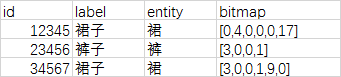 id label entity bitmap
12345 裙子 裙 [0,4,0,0,0,17]
23456 裤子 裤 [3,0,0,1]
34567 裙子 裙 [3,0,0,1,9,0]